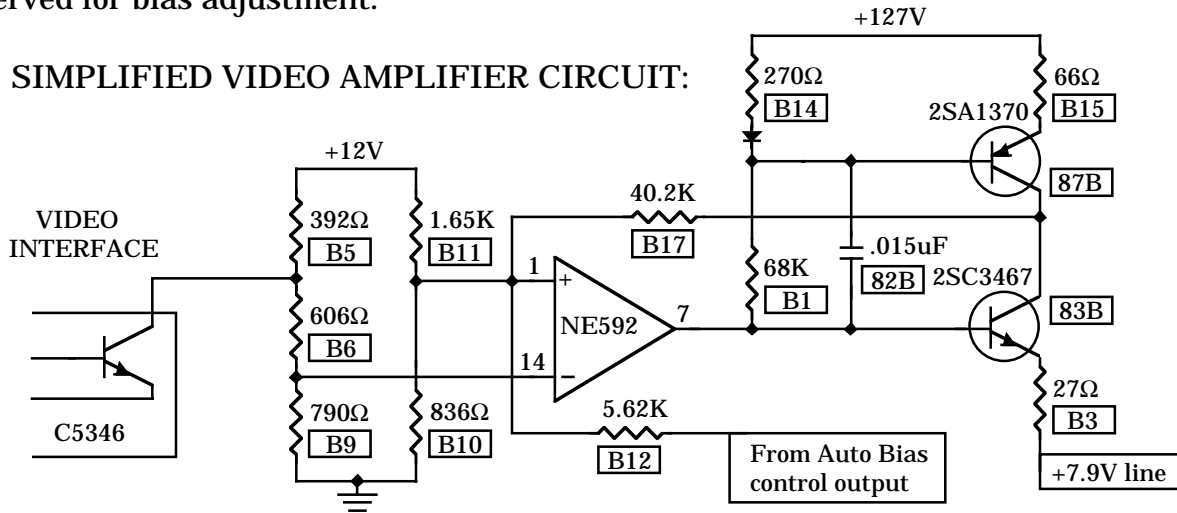 erved for bias adjustment.
SIMPLIFIED VIDEO AMPLIFIER CIRCUIT:
+127V
270Ω
B14
66Ω
B15
2SA1370
87B
+12V
VIDEO
INTERFACE
392Ω
B5
1.65K
B11
40.2K
B17
.015uF
82B
68K
B1
2SC3467
83B
1
+
NE592
7
606Ω
B6
14
−
C5346
790Ω
B9
836Ω
B10
5.62K
B12
27Ω
B3
From Auto Bias
control output
+7.9V line